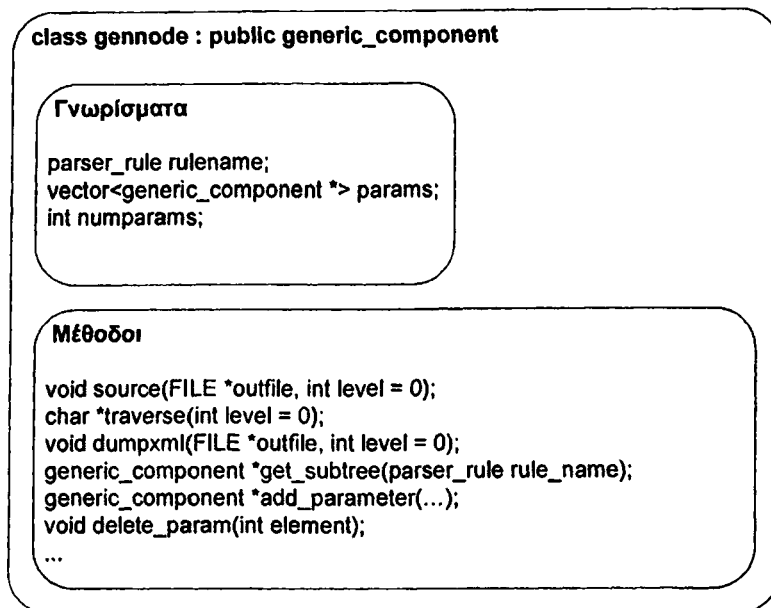 class gennode : public generic_component
Γνωρίσματα
parser_rule rulename;
vector<generic_component *> params;
int numparams;
Μέθοδοι
void source(FILE *outfile, int level = 0);
char *traverse(int level = 0);
void dumpxml(FILE *outfile, int level = 0);
generic_component *get_subtree(parser_rule rule_name);
generic_component *add_parameter(...);
void delete_param(int element);
...